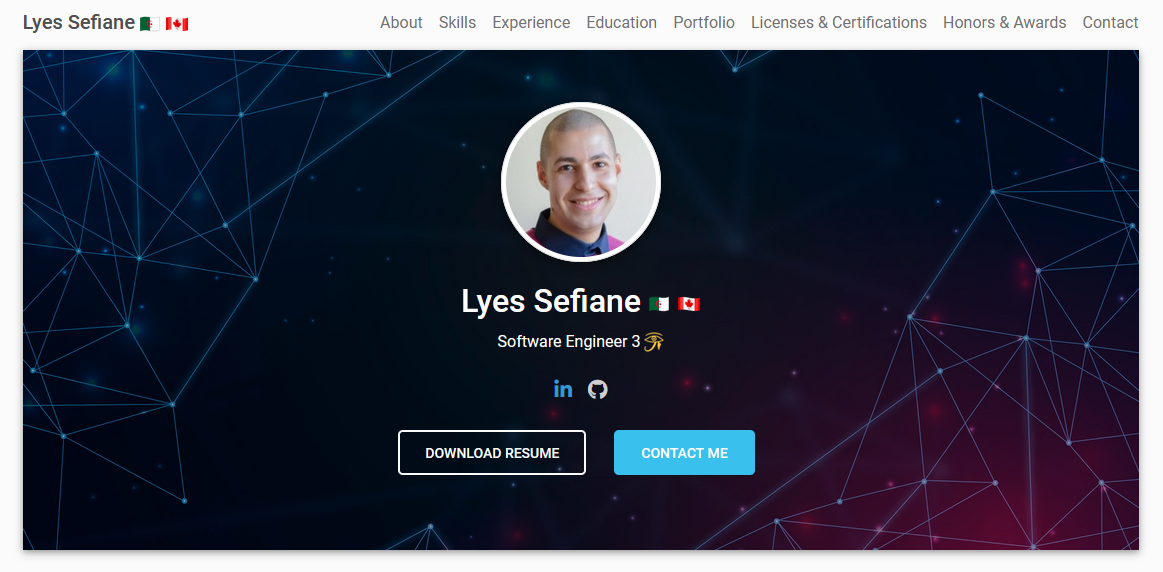 Lyes Sefiane 🇩🇿 🇨🇦
About Skills Experience Education Portfolio Licenses & Certifications Honors & Awards Contact
Lyes Sefiane 🇩🇿 🇨🇦
Software Engineer 3
in
DOWNLOAD RESUME
CONTACT ME